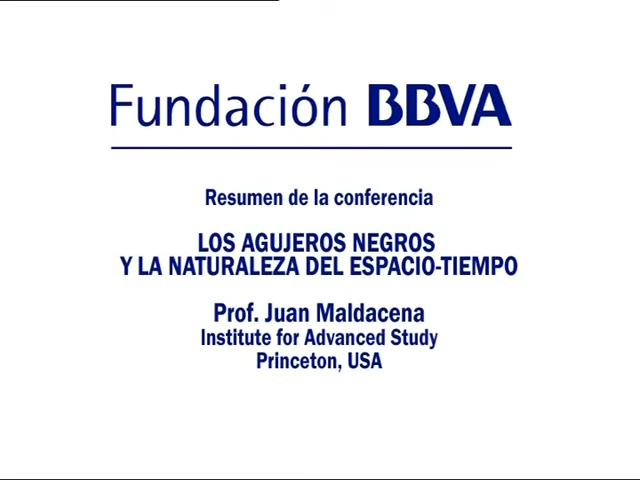 Fundación BBVA
Resumen de la conferencia
LOS AGUJEROS NEGROS
Y LA NATURALEZA DEL ESPACIO-TIEMPO
Prof. Juan Maldacena
Institute for Advanced Study
Princeton, USA